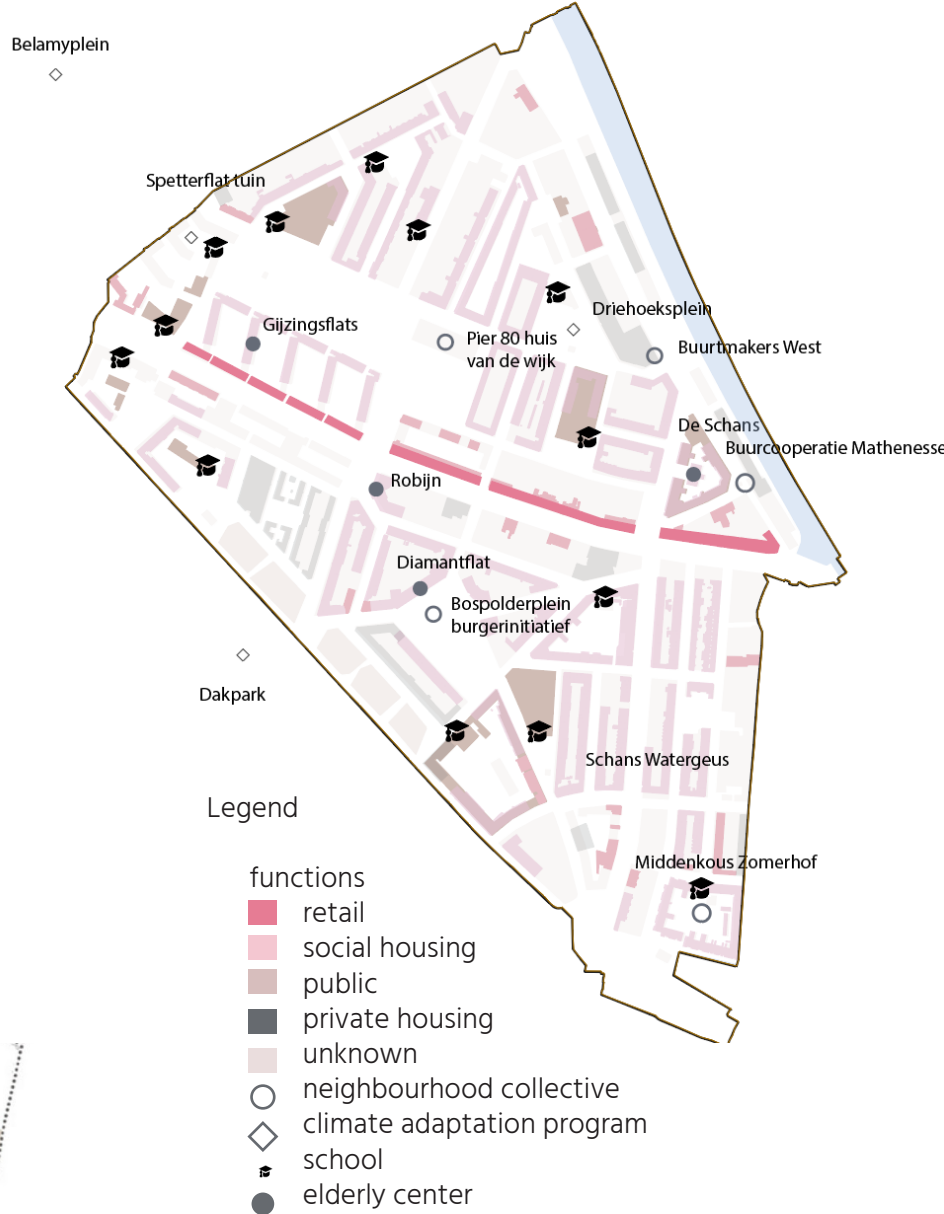 Belamyplein
Spetterflat tuin
Driehoeksplein
Gijzingsflats
Pier 80 huis
van de wijk
Buurtmakers West
De Schans
Buurcooperatie Mathenesse
Robijn
Diamantflat
Bospolderplein
burgerinitiatief
Dakpark
Schans Watergeus
Legend
Middenkous Zomerhof
functions
retail
social housing
public
private housing
unknown
neighbourhood collective
climate adaptation program
school
elderly center